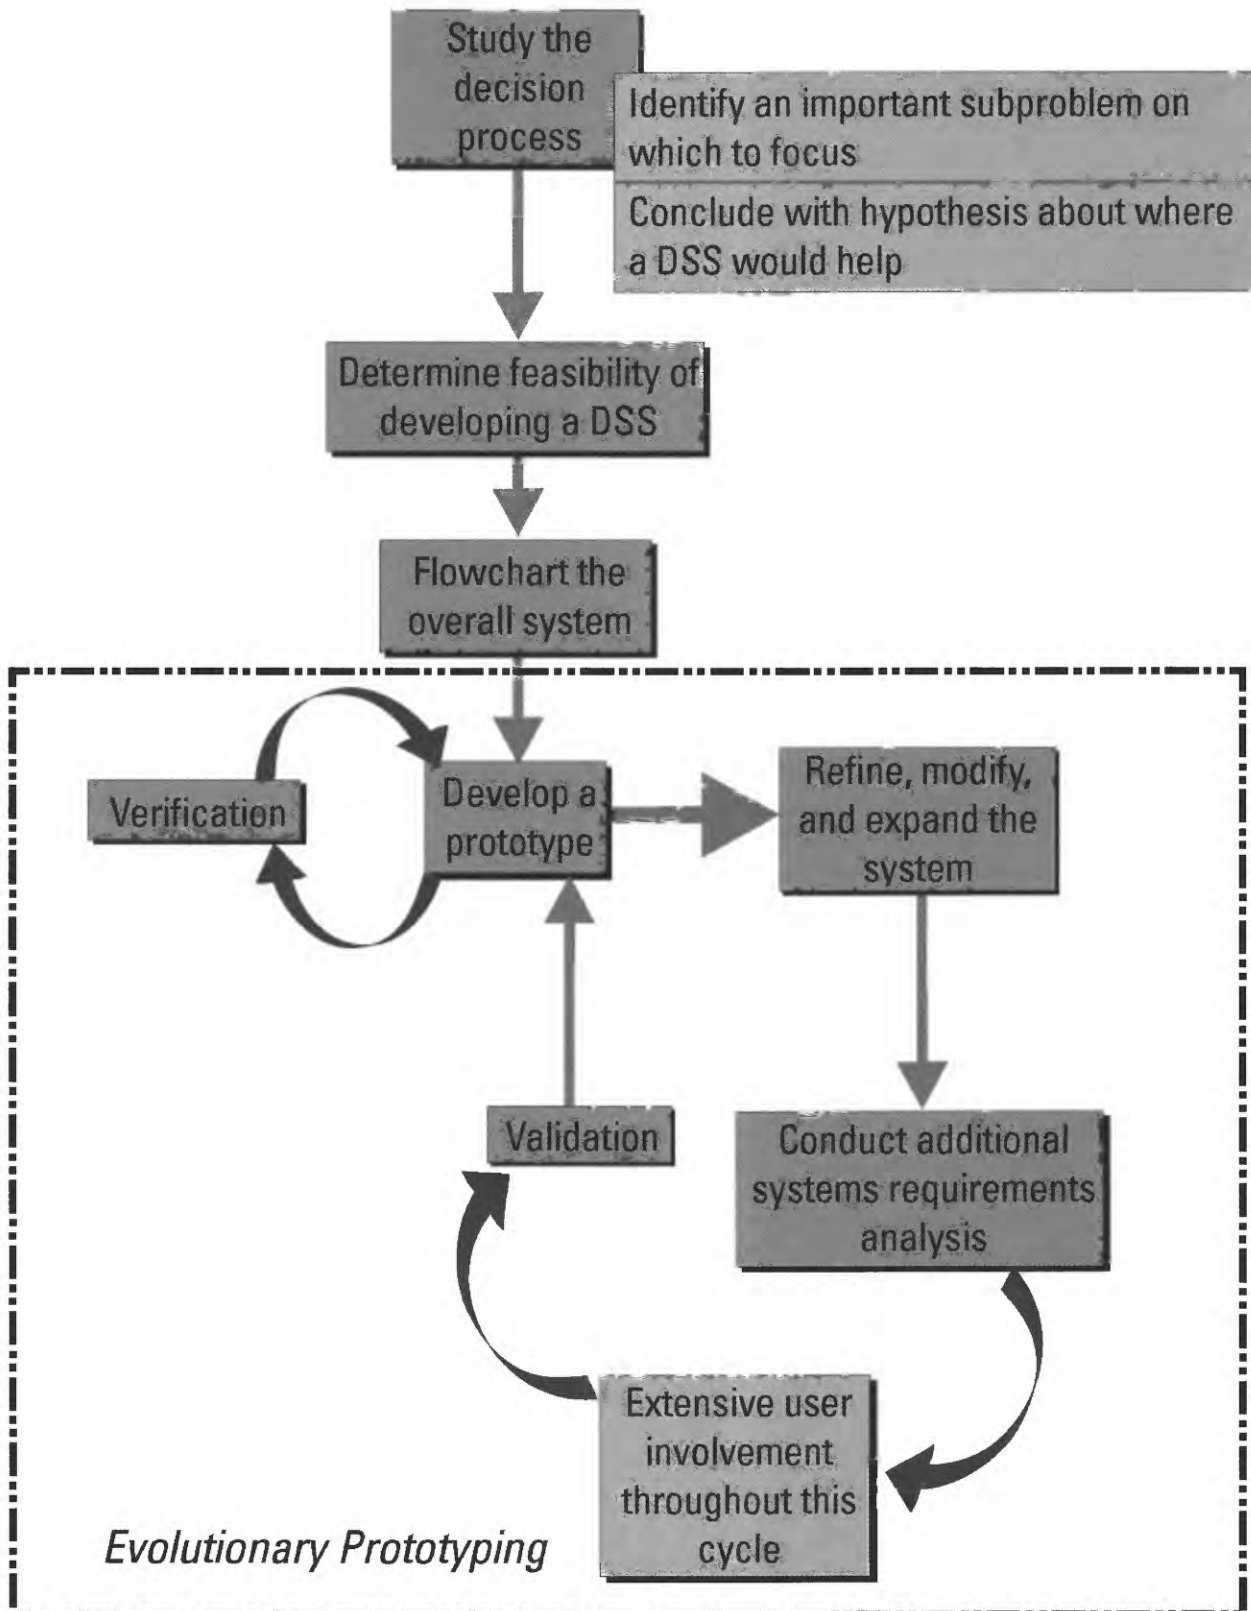 Study the
decision
process
Identify an important subproblem on
which to focus
Conclude with hypothesis about where
a DSS would help
Determine feasibility of
developing a DSS
Flowchart the
overall system
Verification
Develop a
prototype
Refine, modify,
and expand the
system
Validation
Conduct additional
systems requirements
analysis
Extensive user
involvement
throughout this
cycle
Evolutionary Prototyping